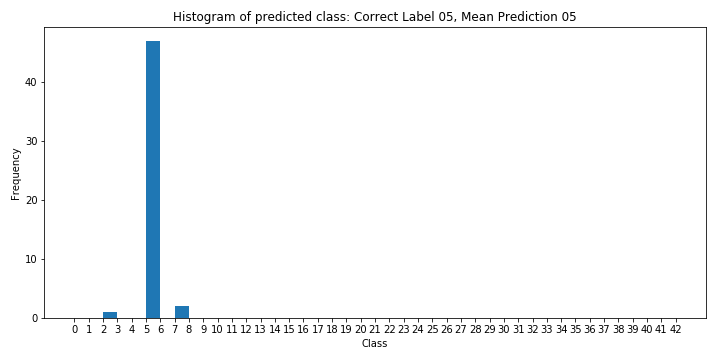 Histogram of predicted class: Correct Label 05, Mean Prediction 05
40
30
20
10
0
Frequency
0 1 2 3 4 5 6 7 8 9 10 11 12 13 14 15 16 17 18 19 20 21 22 23 24 25 26 27 28 29 30 31 32 33 34 35 36 37 38 39 40 41 42
Class